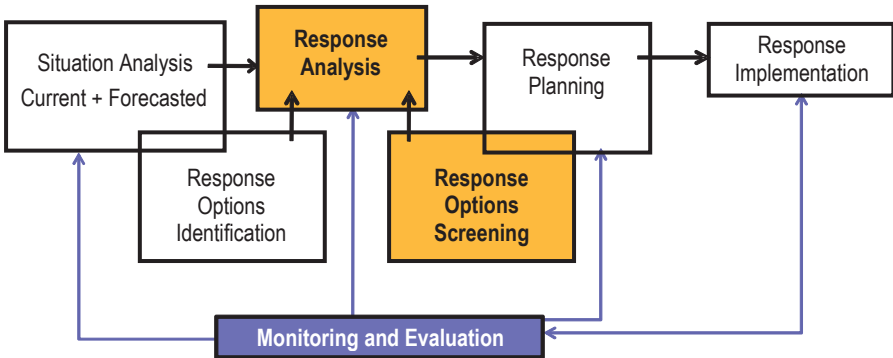 Situation Analysis
Current + Forecasted
Response
Analysis
Response
Planning
Response
Implementation
Response
Options
Identification
Response
Options
Screening
Monitoring and Evaluation